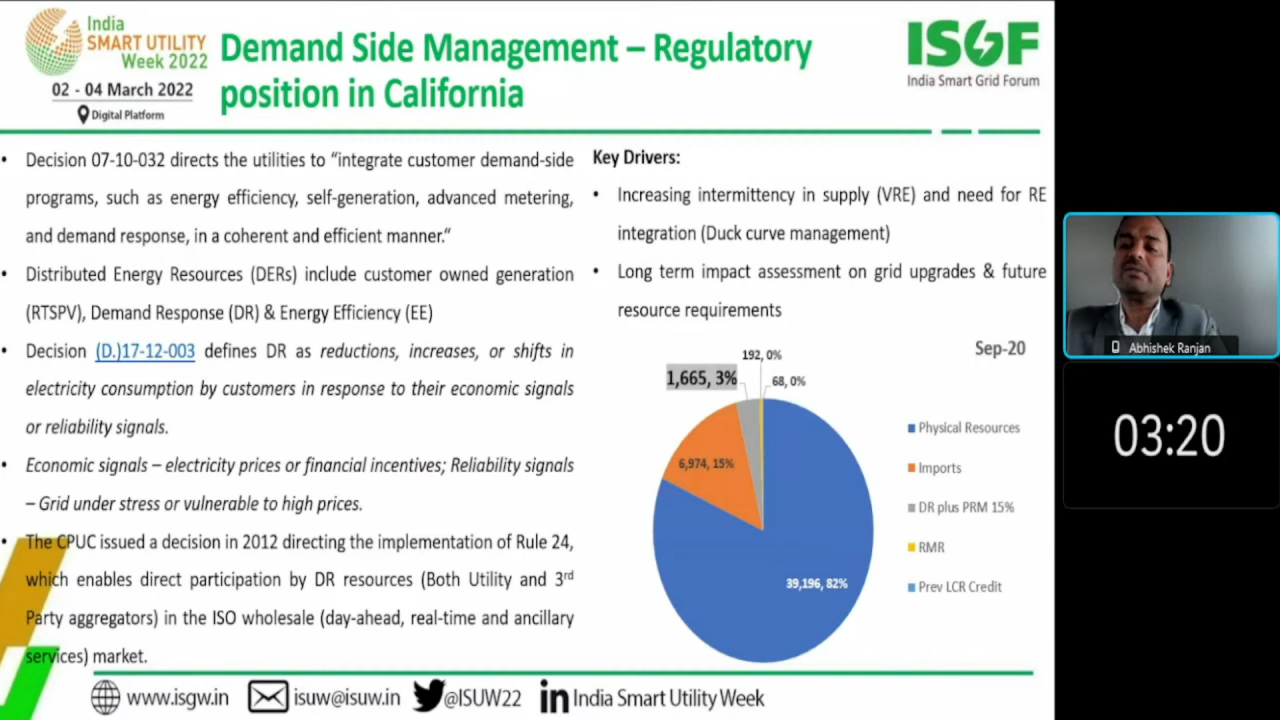 India
SMART UTILITY
Week 2022
02 - 04 March 2022
Digital Platform
Demand Side Management – Regulatory
position in California
ISGF
India Smart Grid Forum
• Decision 07-10-032 directs the utilities to “integrate customer demand-side
programs, such as energy efficiency, self-generation, advanced metering,
and demand response, in a coherent and efficient manner.“
• Distributed Energy Resources (DERs) include customer owned generation
(RTSPV), Demand Response (DR) & Energy Efficiency (EE)
• Decision (D.)17-12-003 defines DR as reductions, increases, or shifts in
electricity consumption by customers in response to their economic signals
or reliability signals.
• Economic signals – electricity prices or financial incentives; Reliability signals
– Grid under stress or vulnerable to high prices.
• The CPUC issued a decision in 2012 directing the implementation of Rule 24,
which enables direct participation by DR resources (Both Utility and 3rd
Party aggregators) in the ISO wholesale (day-ahead, real-time and ancillary
services) market.
Key Drivers:
• Increasing intermittency in supply (VRE) and need for RE
integration (Duck curve management)
• Long term impact assessment on grid upgrades & future
resource requirements
Sep-20
192, 0%
1,665, 3%
68, 0%
6,974, 15%
39,196, 82%
Physical Resources
Imports
DR plus PRM 15%
RMR
Prev LCR Credit
www.isgw.in
isuw@isuw.in
@ISUW22
in India Smart Utility Week
Abhishek Ranjan
03:20